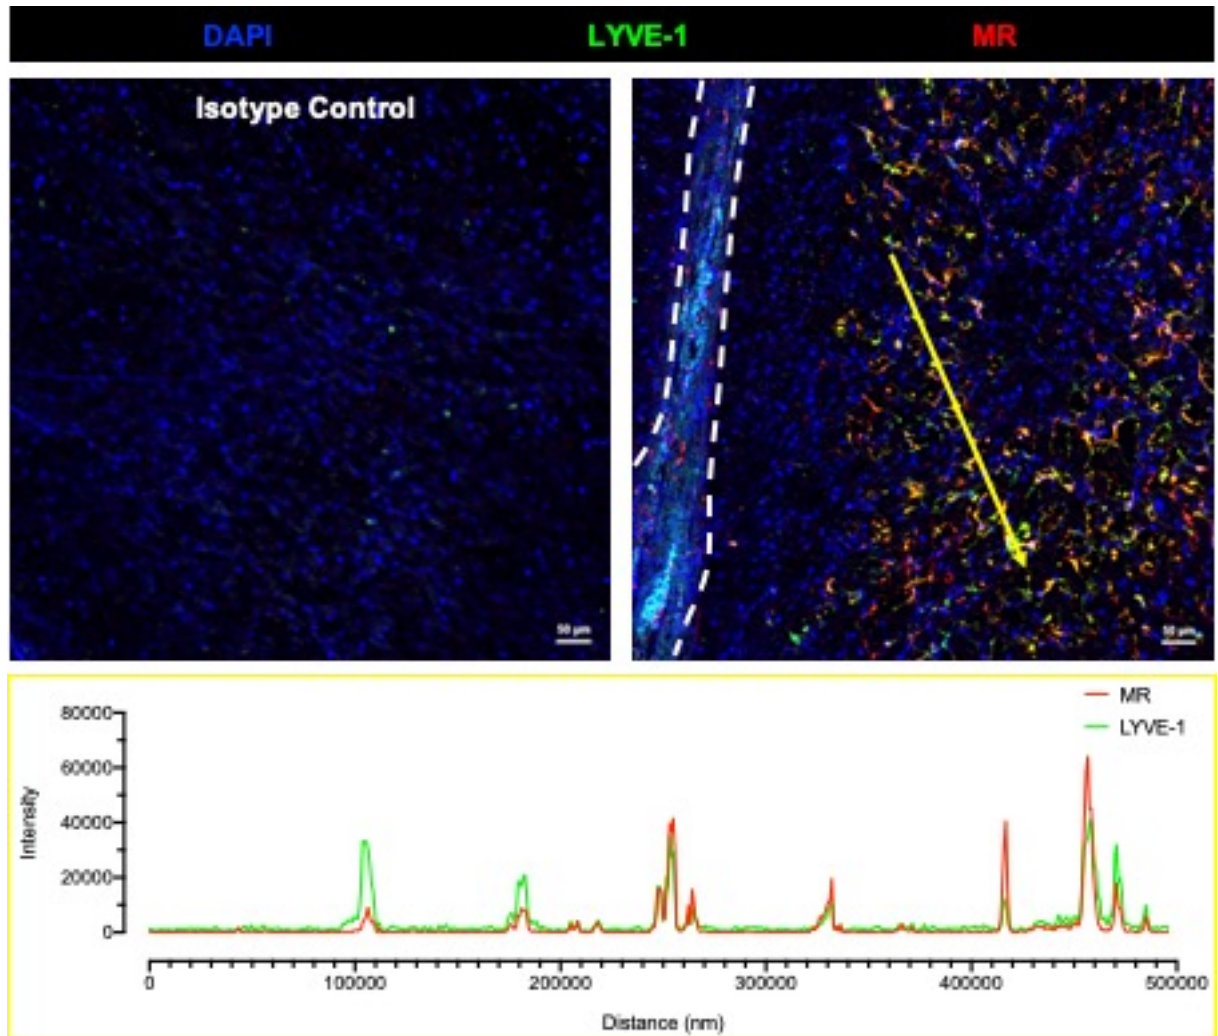 DAPI LYVE-1 MR
Isotype Control
50 µm 50 µm
MR
LYVE-1
80000
60000
40000
20000
0
Intensity
0 100000 200000 300000 400000 500000
Distance (nm)